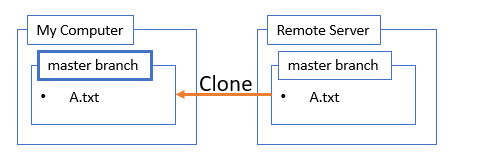 My Computer
master branch
• A.txt
Clone
Remote Server
master branch
• A.txt